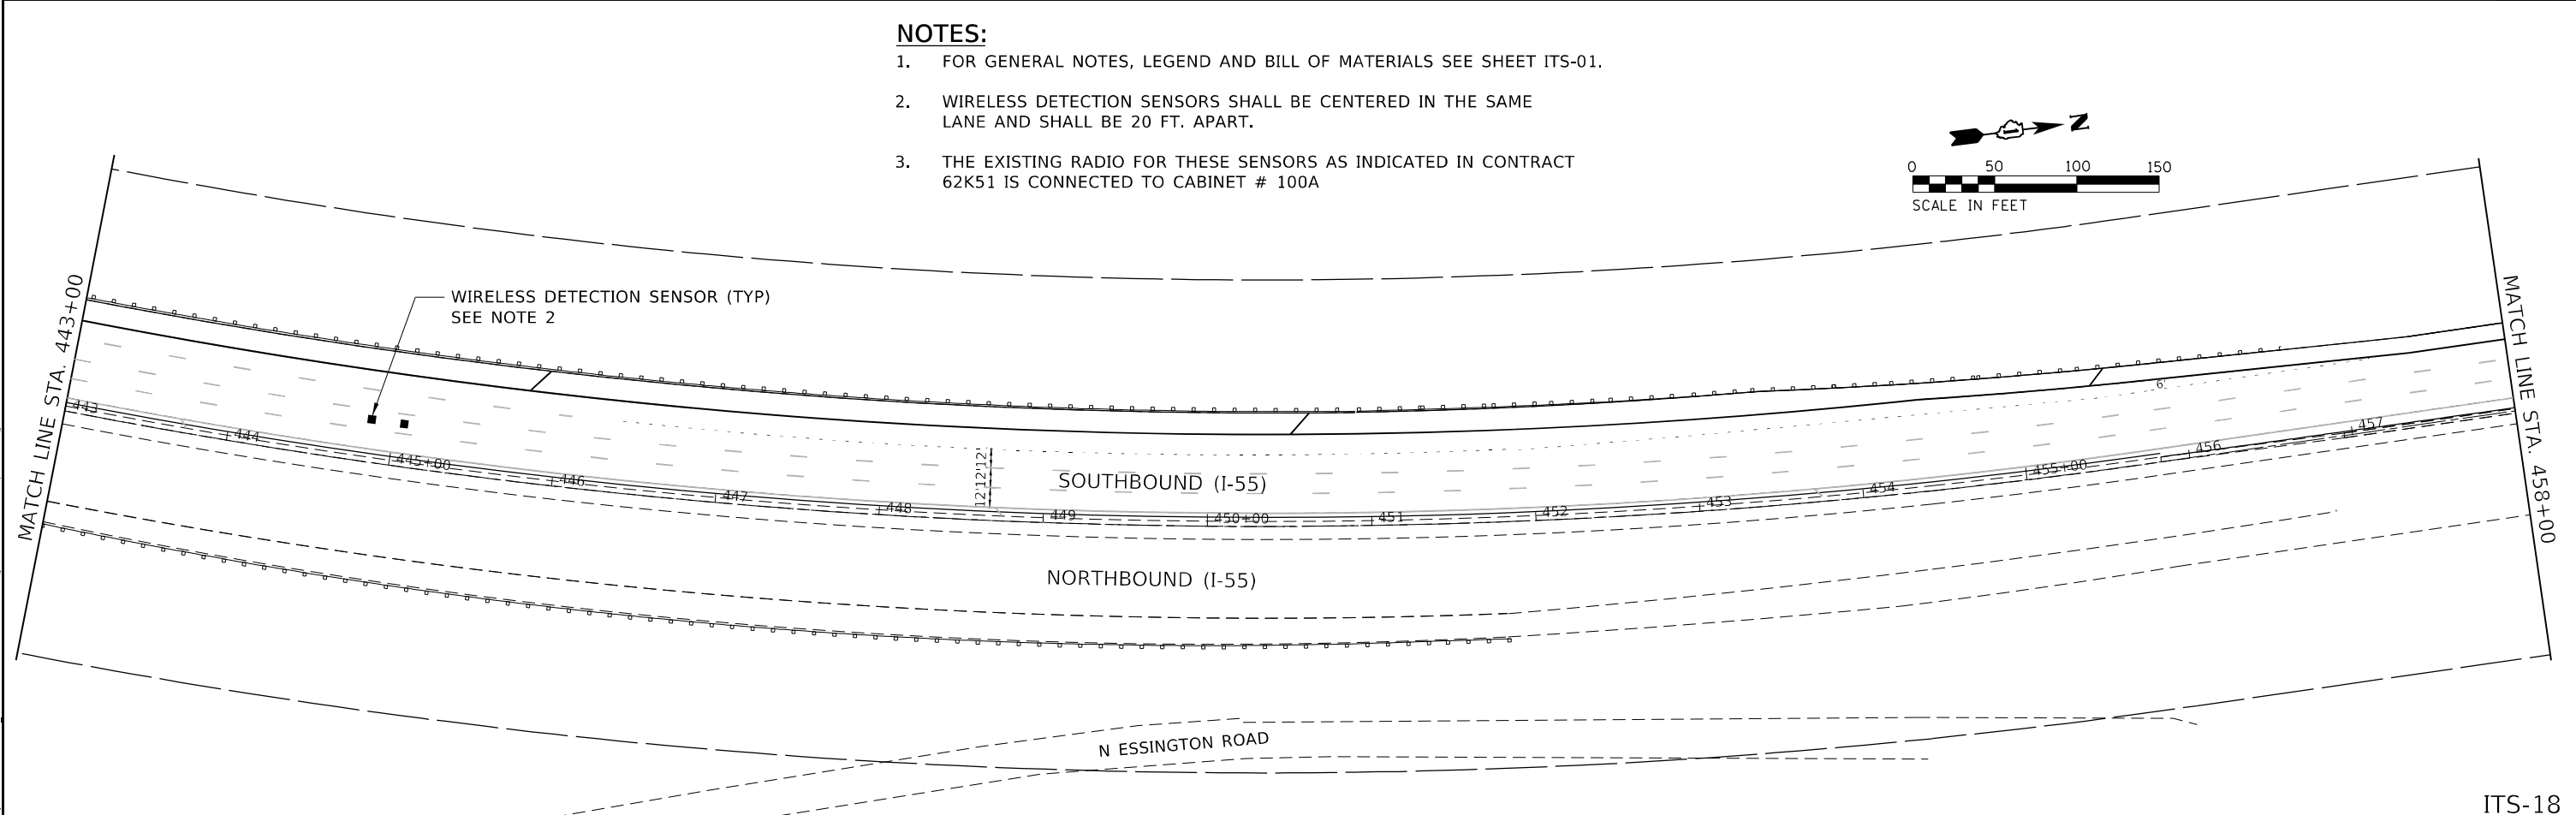 NOTES:
1. FOR GENERAL NOTES, LEGEND AND BILL OF MATERIALS SEE SHEET ITS-01.
2. WIRELESS DETECTION SENSORS SHALL BE CENTERED IN THE SAME
LANE AND SHALL BE 20 FT. APART.
3. THE EXISTING RADIO FOR THESE SENSORS AS INDICATED IN CONTRACT
62K51 IS CONNECTED TO CABINET # 100A
N
0 50 100 150
SCALE IN FEET
MATCH LINE STA. 443+00
WIRELESS DETECTION SENSOR (TYP)
SEE NOTE 2
MATCH LINE STA. 458+00
6'
12'12'12'
SOUTHBOUND (I-55)
443
444
445+00
446
447
448
449
450+00
451
452
453
454
455+00
456
457
NORTHBOUND (I-55)
N ESSINGTON ROAD
ITS-18